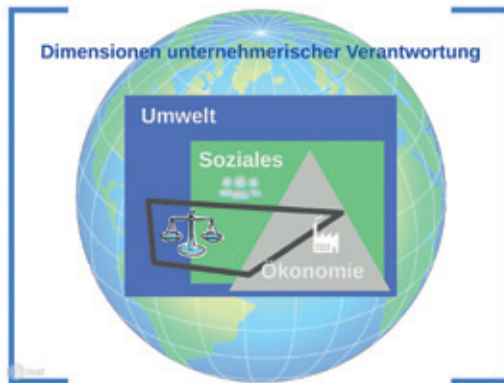 Dimensionen unternehmerischer Verantwortung
Umwelt
Soziales
Ökonomie